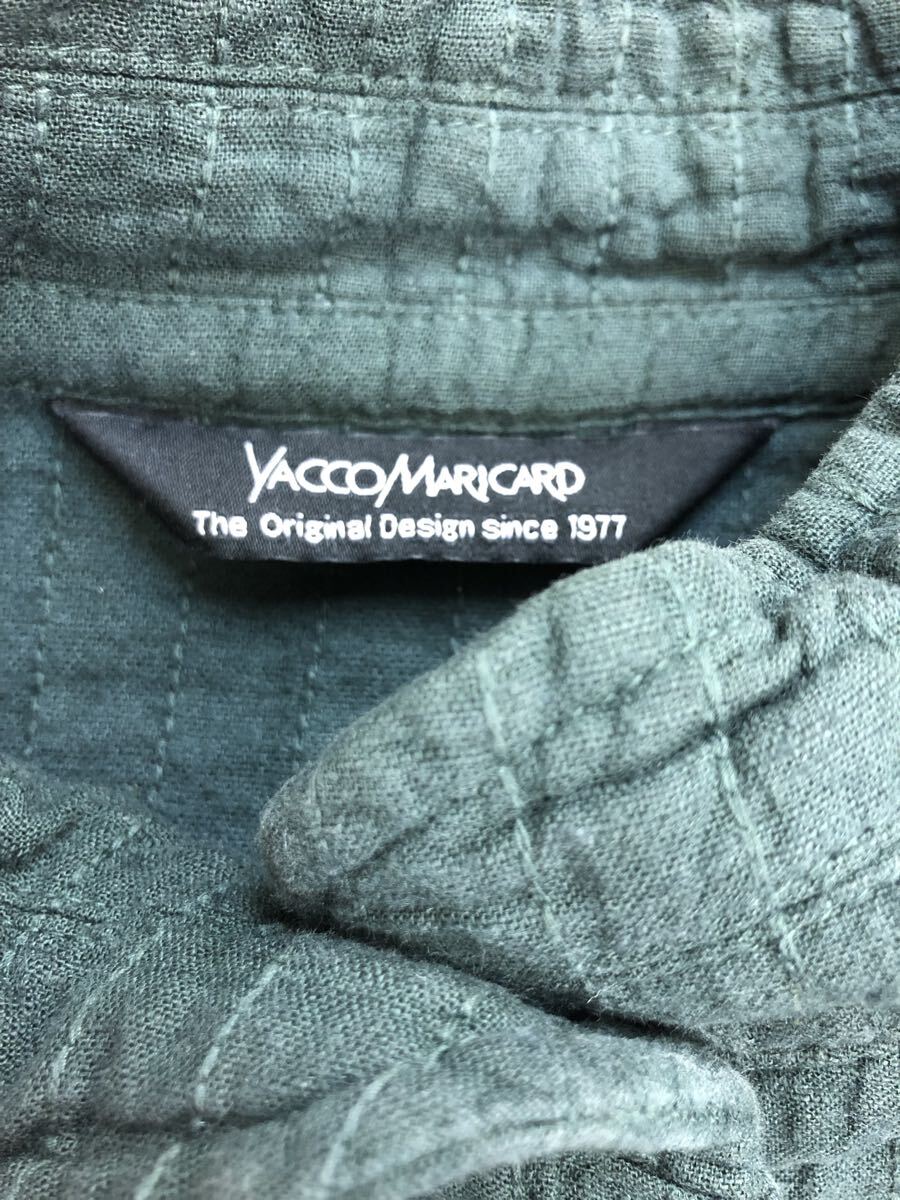 YACCOMARICARD
The Original Design since 1977